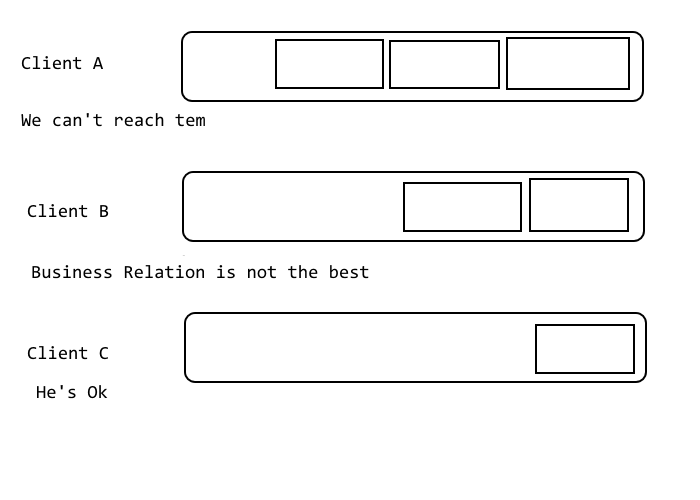 Client A
We can't reach tem
Client B
Business Relation is not the best
Client C
He's Ok